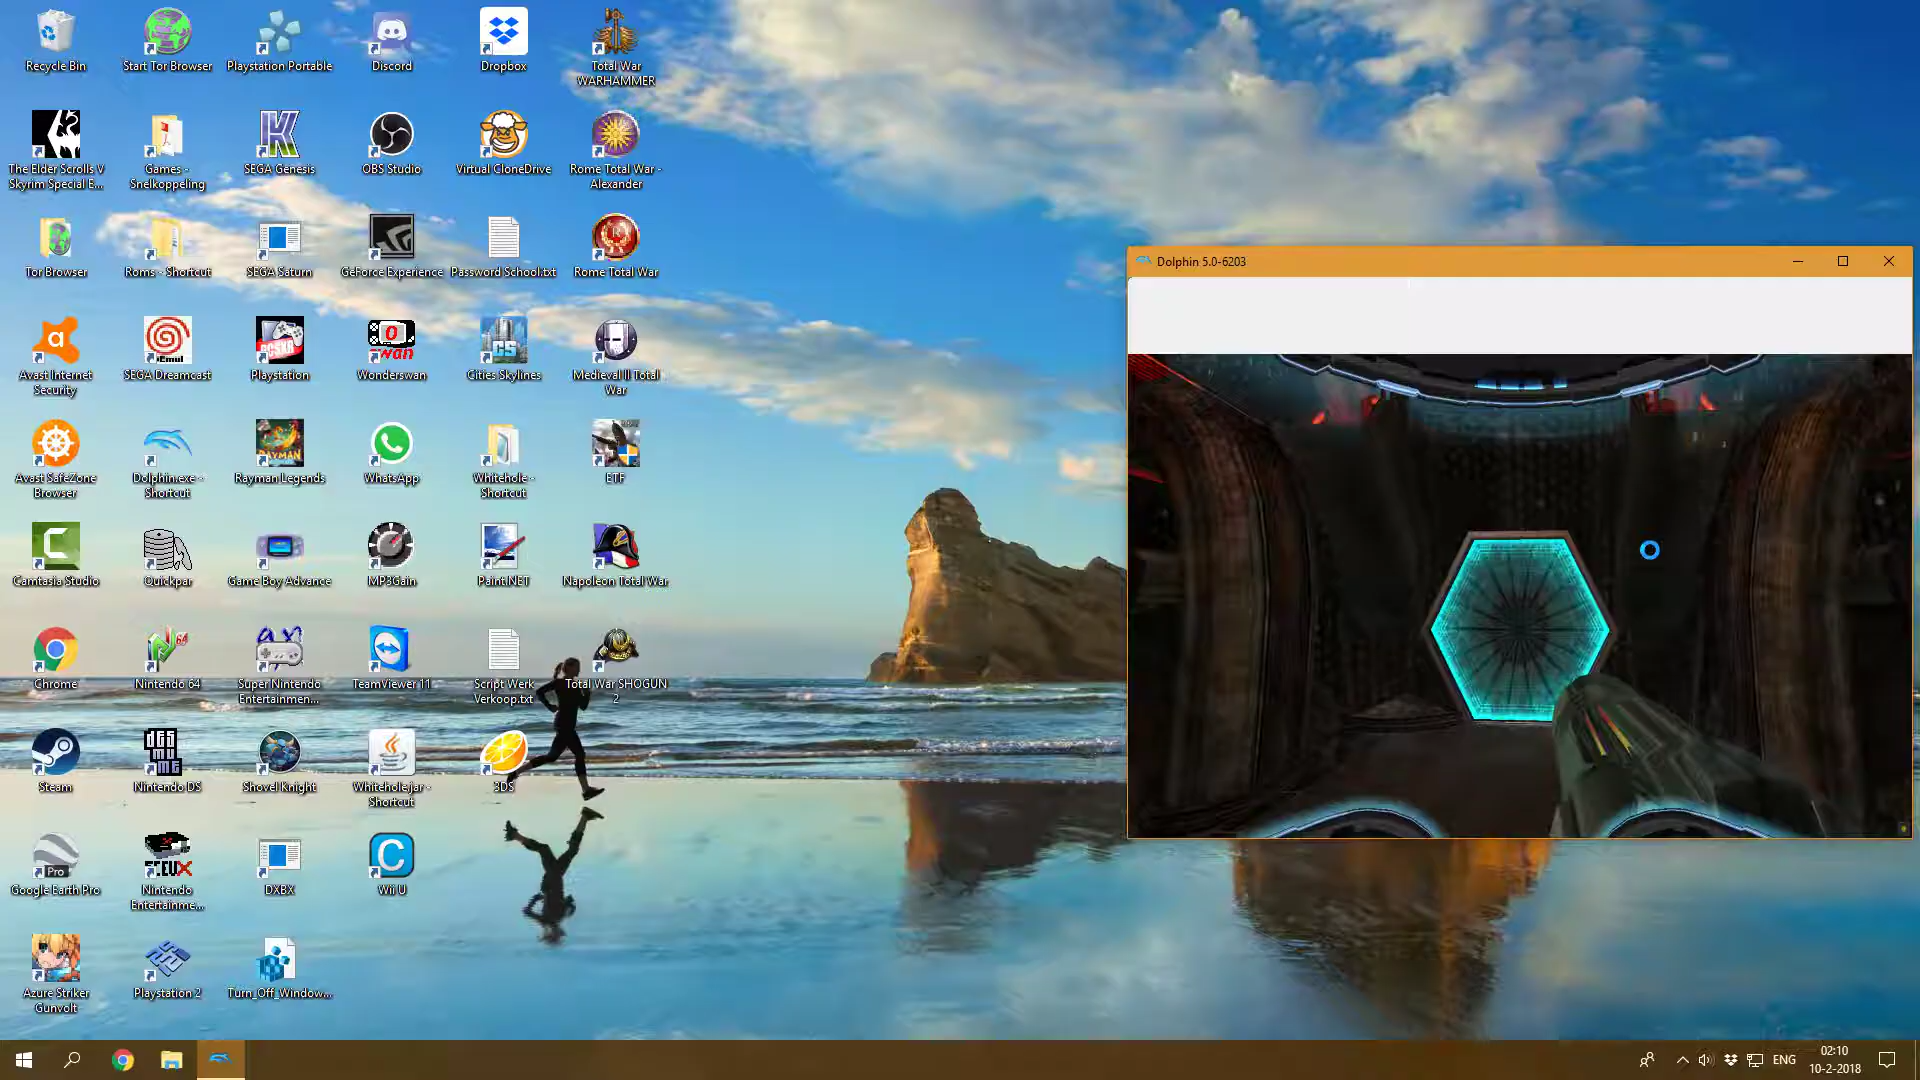 Recycle Bin
Start Tor Browser
Playstation Portable
Discord
Dropbox
Total War
WARHAMMER
The Elder Scrolls V
Skyrim Special E...
Games -
Snelkoppeling
SEGA Genesis
OBS Studio
Virtual CloneDrive
Rome Total War -
Alexander
Tor Browser
Roms - Shortcut
SEGA Saturn
GeForce Experience
Password School.txt
Rome Total War
Dolphin 5.0-6203
Avast Internet
Security
SEGA Dreamcast
Playstation
Wonderswan
Cities Skylines
Medieval II Total
War
Avast SafeZone
Browser
Dolphin.exe -
Shortcut
Rayman Legends
WhatsApp
Whitehole -
Shortcut
ETF
Camtasia Studio
Quickpar
Game Boy Advance
MP3Gain
Paint.NET
Napoleon Total War
Chrome
Nintendo 64
Super Nintendo
Entertainmen...
TeamViewer 11
Script Werk
Verkoop.txt
Total War SHOGUN
2
Steam
Nintendo DS
Shovel Knight
Whitehole.jar -
Shortcut
3DS
Google Earth Pro
Nintendo
Entertainme...
DXBX
Wii U
Azure Striker
Gunvolt
Playstation 2
Turn_Off_Window...
ENG
02:10
10-2-2018